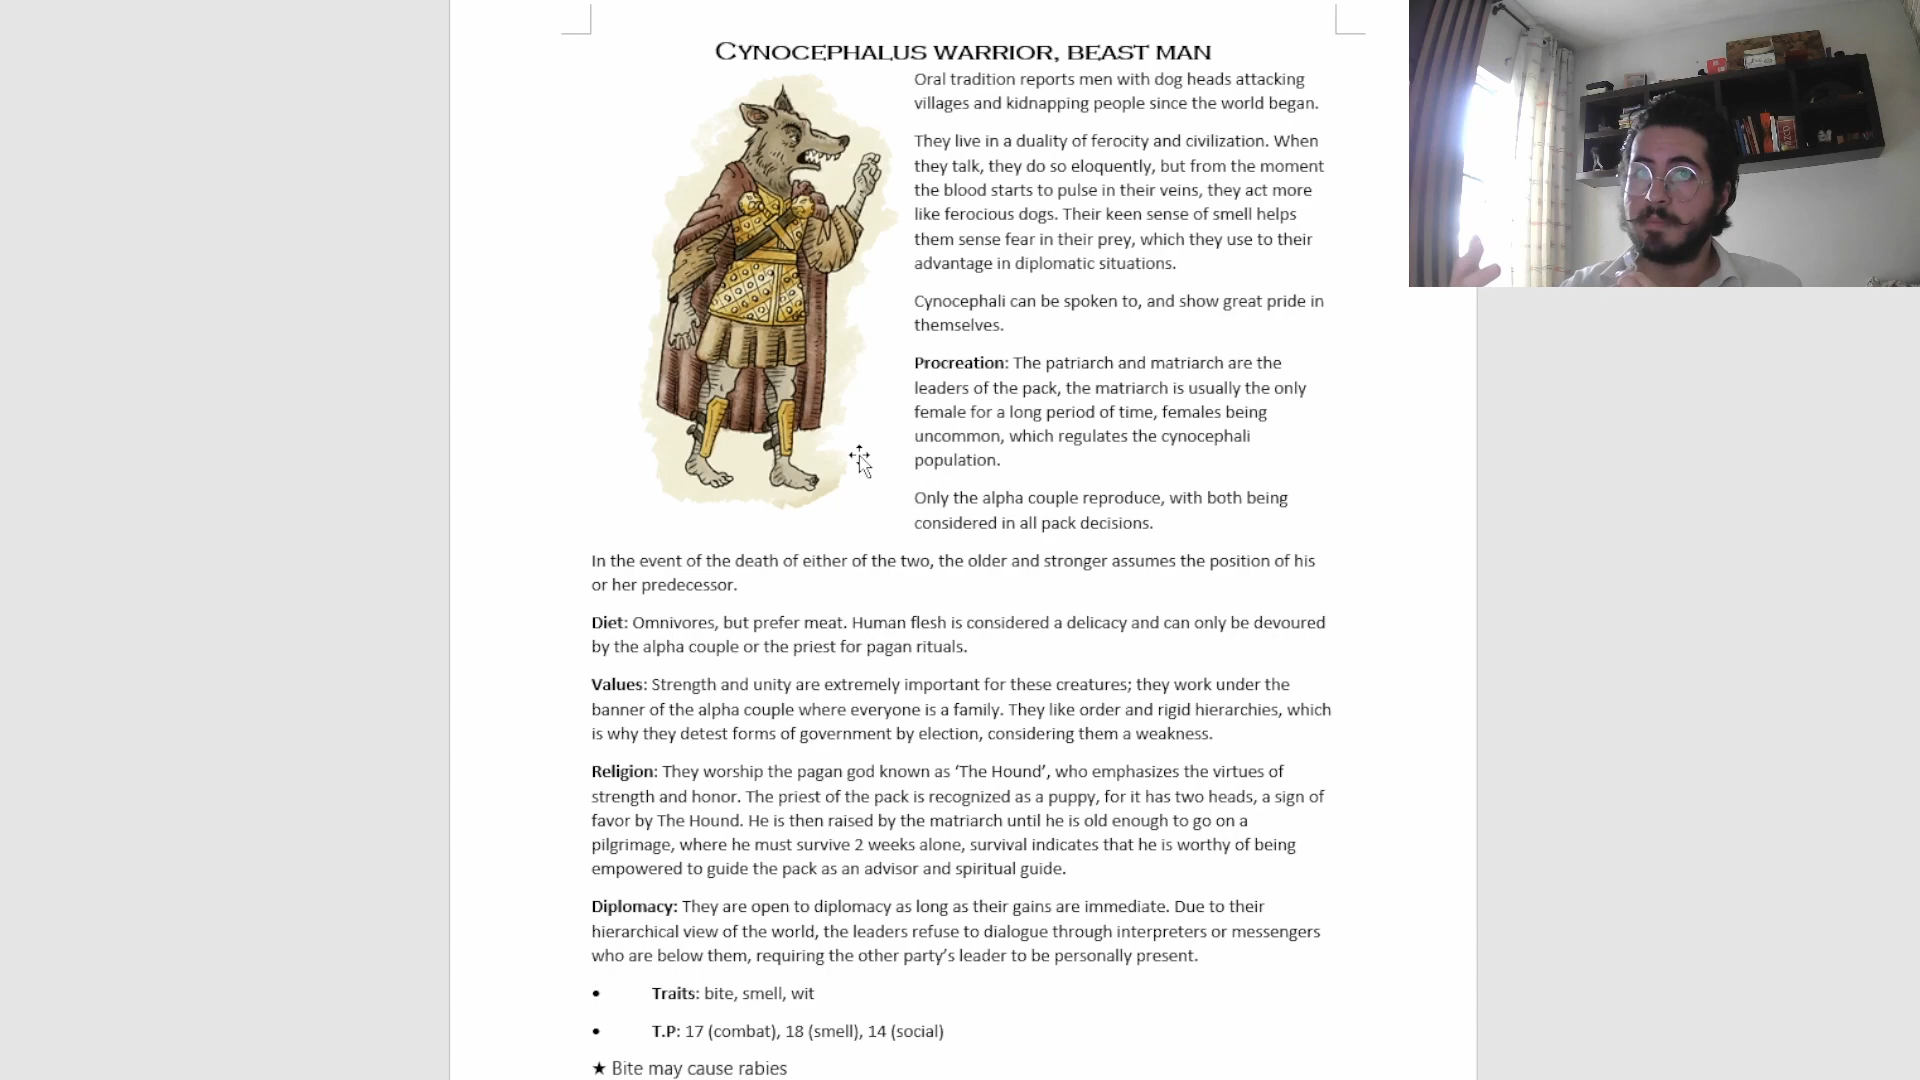 CYNOCEPHALUS WARRIOR, BEAST MAN
Oral tradition reports men with dog heads attacking
villages and kidnapping people since the world began.
They live in a duality of ferocity and civilization. When
they talk, they do so eloquently, but from the moment
the blood starts to pulse in their veins, they act more
like ferocious dogs. Their keen sense of smell helps
them sense fear in their prey, which they use to their
advantage in diplomatic situations.
Cynocephali can be spoken to, and show great pride in
themselves.
Procreation: The patriarch and matriarch are the
leaders of the pack, the matriarch is usually the only
female for a long period of time, females being
uncommon, which regulates the cynocephali
population.
Only the alpha couple reproduce, with both being
considered in all pack decisions.
In the event of the death of either of the two, the older and stronger assumes the position of his
or her predecessor.
Diet: Omnivores, but prefer meat. Human flesh is considered a delicacy and can only be devoured
by the alpha couple or the priest for pagan rituals.
Values: Strength and unity are extremely important for these creatures; they work under the
banner of the alpha couple where everyone is a family. They like order and rigid hierarchies, which
is why they detest forms of government by election, considering them a weakness.
Religion: They worship the pagan god known as ‘The Hound’, who emphasizes the virtues of
strength and honor. The priest of the pack is recognized as a puppy, for it has two heads, a sign of
favor by The Hound. He is then raised by the matriarch until he is old enough to go on a
pilgrimage, where he must survive 2 weeks alone, survival indicates that he is worthy of being
empowered to guide the pack as an advisor and spiritual guide.
Diplomacy: They are open to diplomacy as long as their gains are immediate. Due to their
hierarchical view of the world, the leaders refuse to dialogue through interpreters or messengers
who are below them, requiring the other party’s leader to be personally present.
• Traits: bite, smell, wit
• T.P: 17 (combat), 18 (smell), 14 (social)
★ Bite may cause rabies